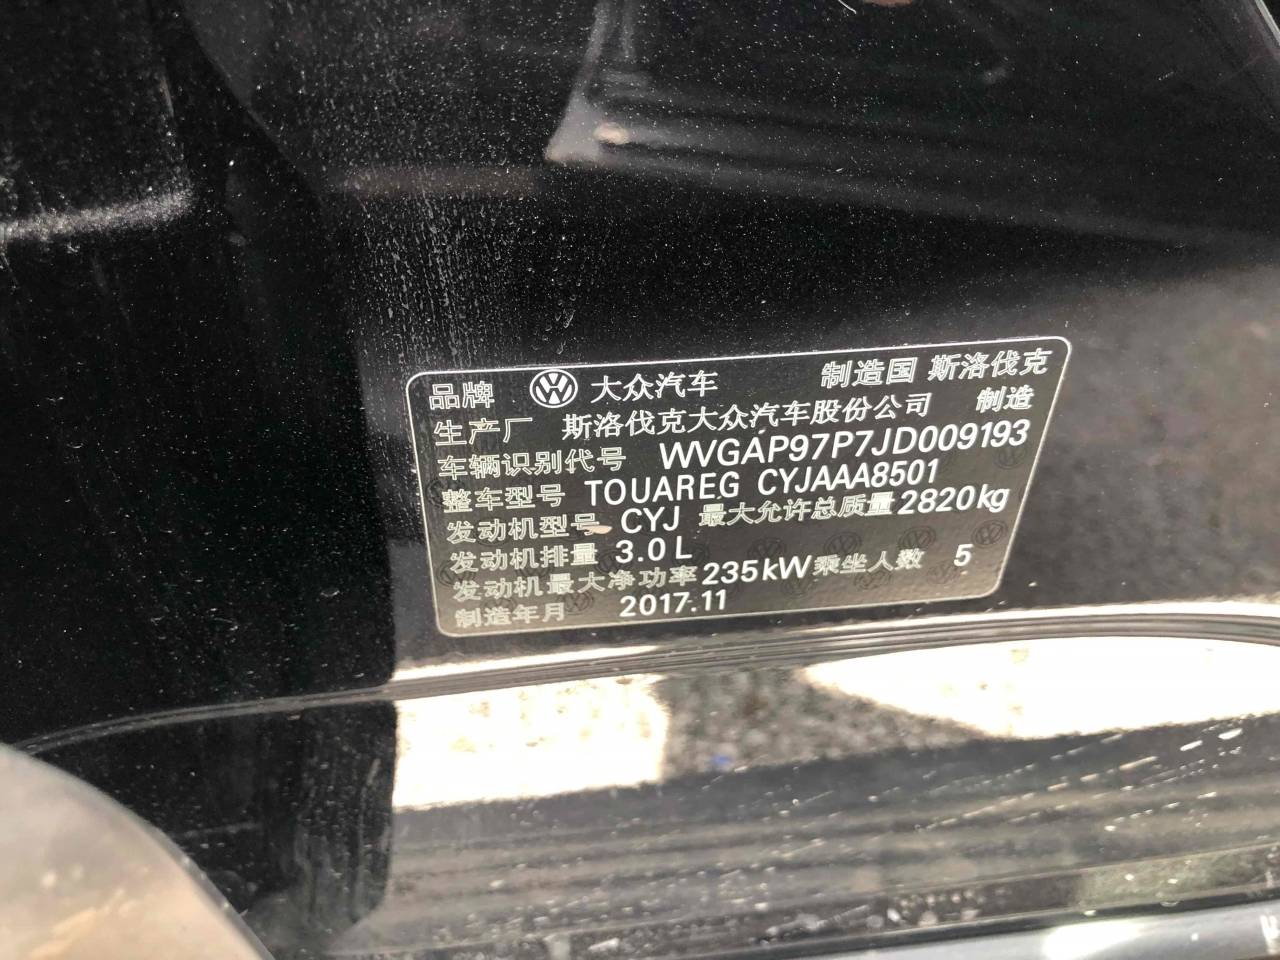 品牌 大众汽车 制造国 斯洛伐克
生产厂 斯洛伐克大众汽车股份公司 制造
车辆识别代号 WVGAP97P7JD009193
整车型号 TOUAREG CYJAAA8501
发动机型号 CYJ 最大允许总质量 2820kg
发动机排量 3.0L
发动机最大净功率 235kW 乘坐人数 5
制造年月 2017.11